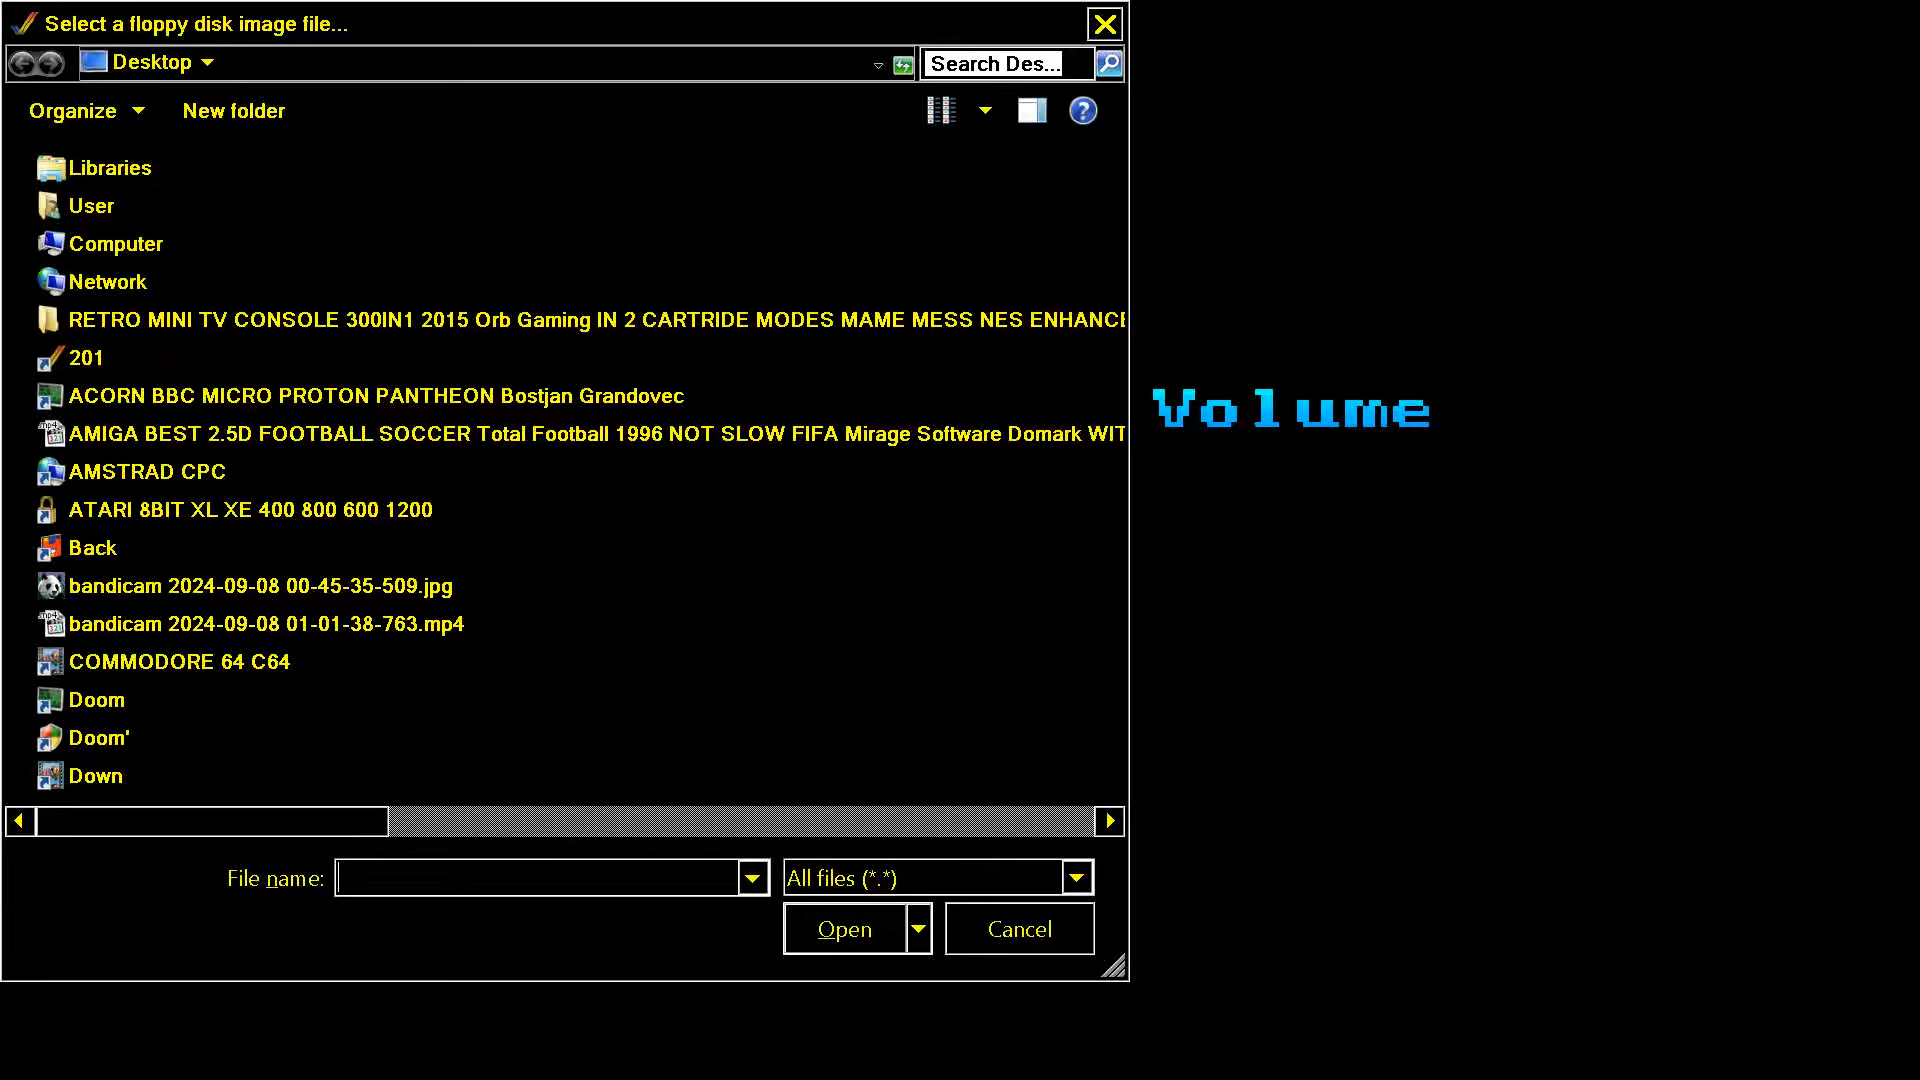 Select a floppy disk image file...
Desktop
Search Des...
Organize
New folder
Libraries
User
Computer
Network
RETRO MINI TV CONSOLE 300IN1 2015 Orb Gaming IN 2 CARTRIDE MODES MAME MESS NES ENHANCE
201
ACORN BBC MICRO PROTON PANTHEON Bostjan Grandovec
AMIGA BEST 2.5D FOOTBALL SOCCER Total Football 1996 NOT SLOW FIFA Mirage Software Domark WIT
Volume
AMSTRAD CPC
ATARI 8BIT XL XE 400 800 600 1200
Back
bandicam 2024-09-08 00-45-35-509.jpg
bandicam 2024-09-08 01-01-38-763.mp4
COMMODORE 64 C64
Doom
Doom'
Down
File name:
All files (*.*)
Open
Cancel